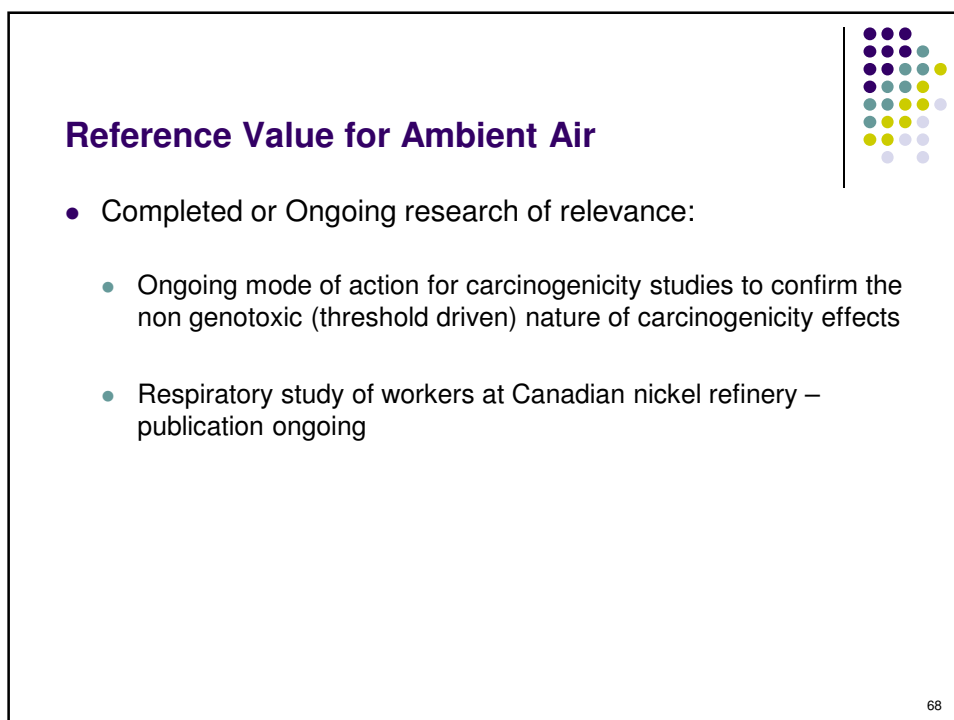 Reference Value for Ambient Air
● Completed or Ongoing research of relevance:
● Ongoing mode of action for carcinogenicity studies to confirm the
non genotoxic (threshold driven) nature of carcinogenicity effects
● Respiratory study of workers at Canadian nickel refinery –
publication ongoing
68